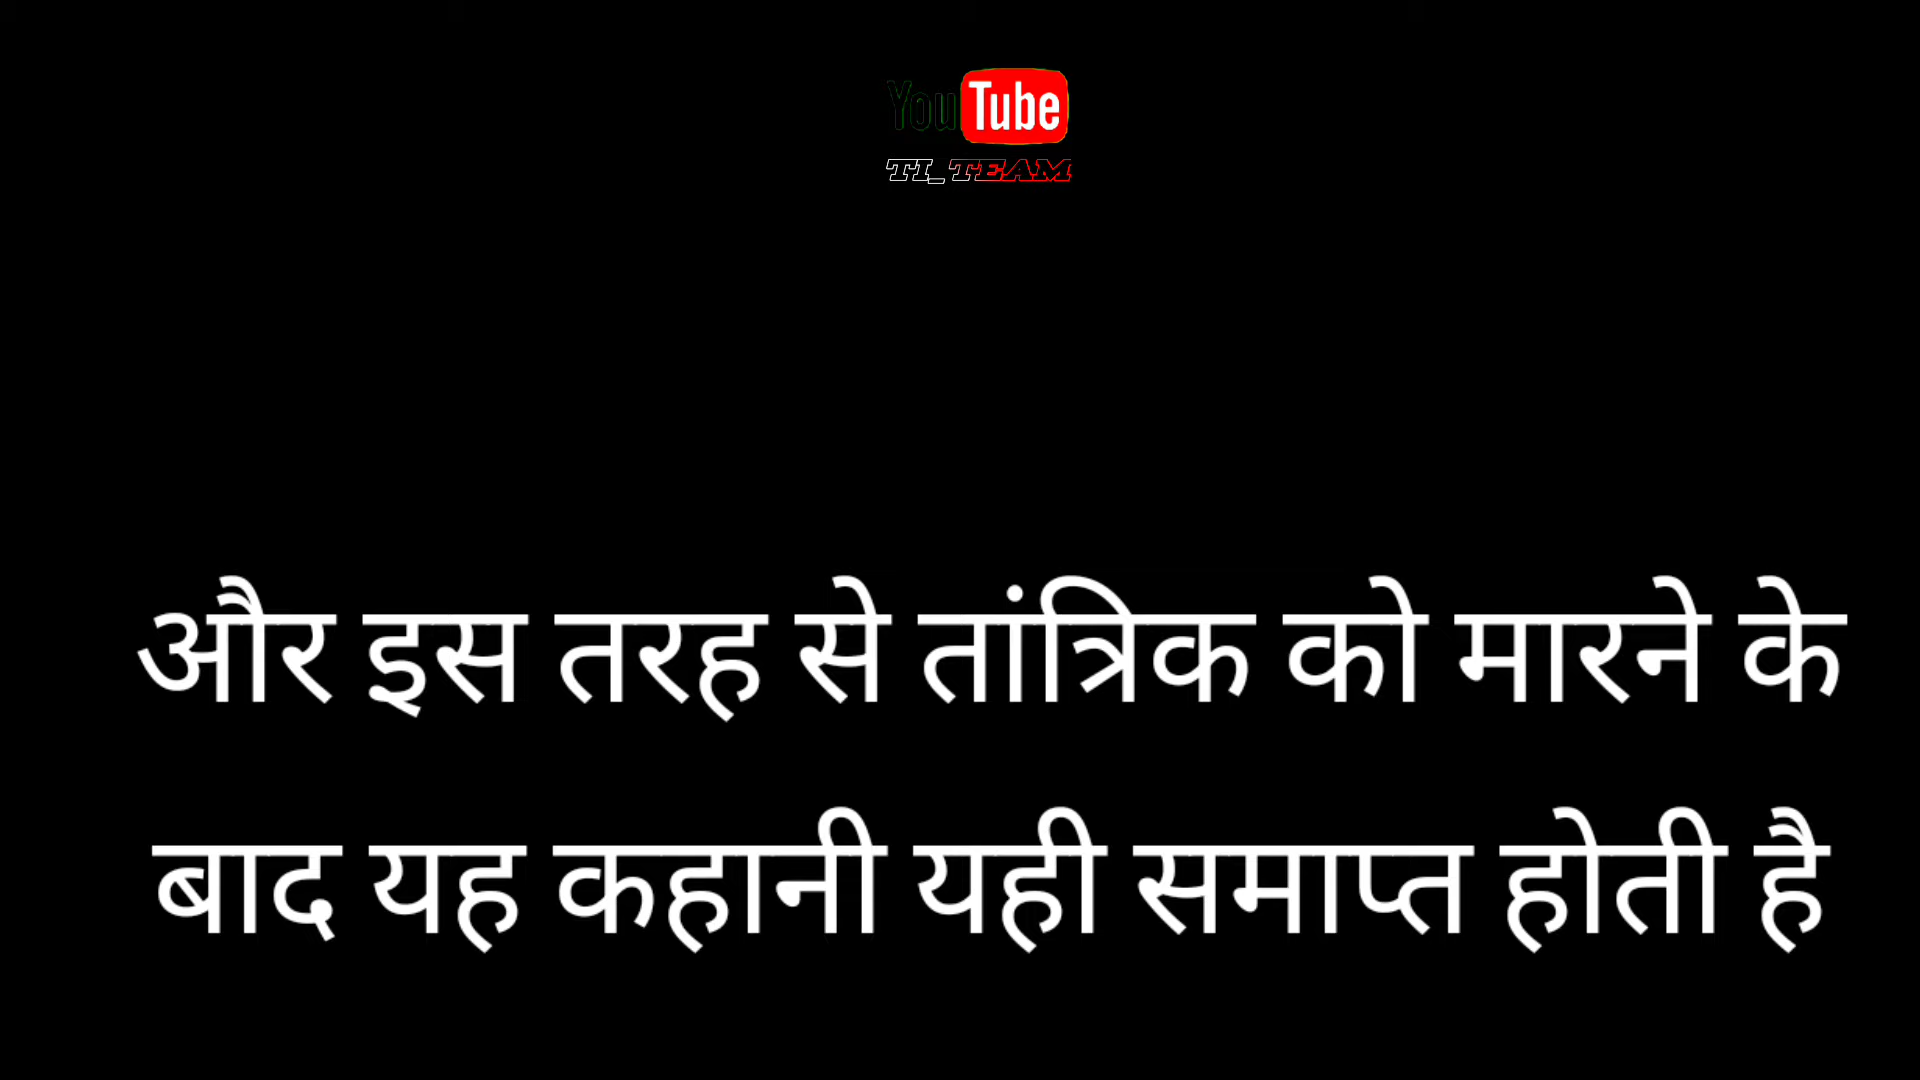 YouTube
TI_TEAM
और इस तरह से तांत्रिक को मारने के
बाद यह कहानी यही समाप्त होती है